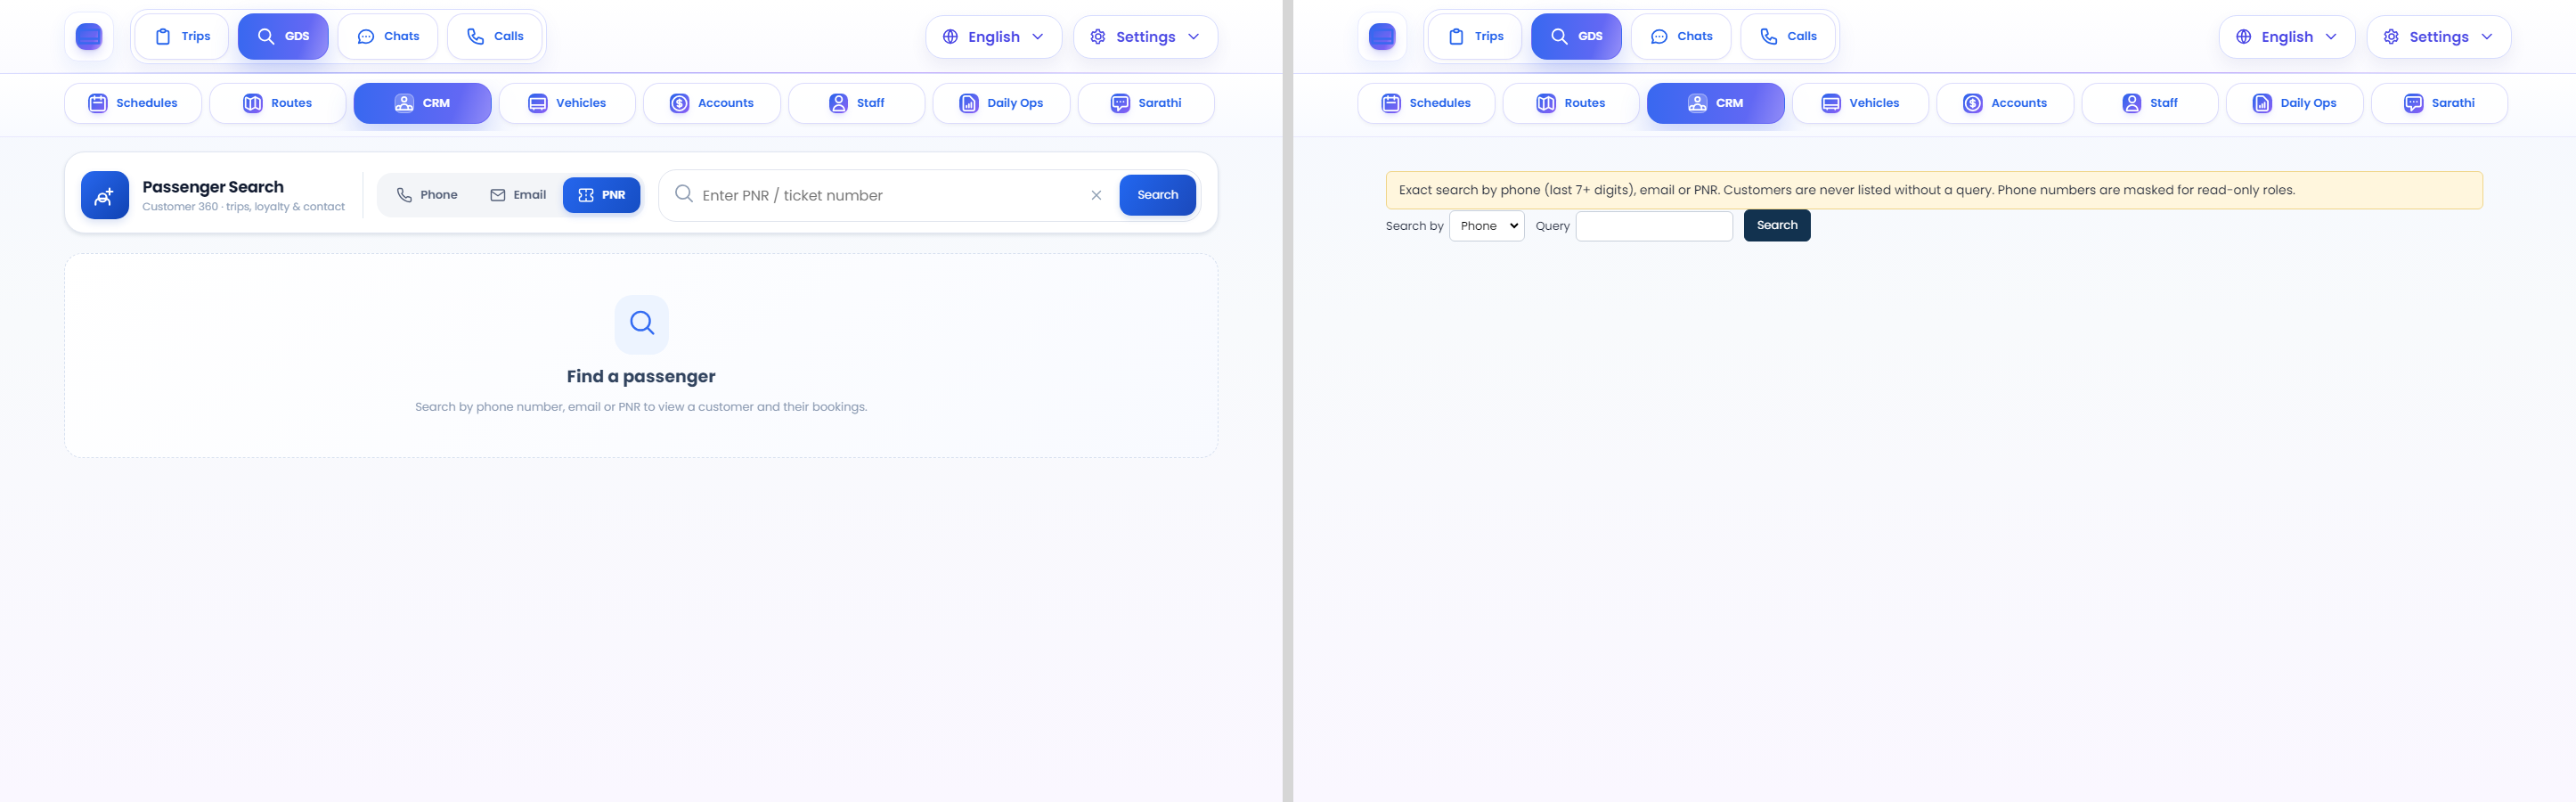 Trips GDS Chats Calls English Settings
Schedules Routes CRM Vehicles Accounts Staff Daily Ops Sarathi
Passenger Search
Customer 360 · trips, loyalty & contact
Phone Email PNR Enter PNR / ticket number Search
Find a passenger
Search by phone number, email or PNR to view a customer and their bookings.
Trips GDS Chats Calls English Settings
Schedules Routes CRM Vehicles Accounts Staff Daily Ops Sarathi
Exact search by phone (last 7+ digits), email or PNR. Customers are never listed without a query. Phone numbers are masked for read-only roles.
Search by Phone Query Search